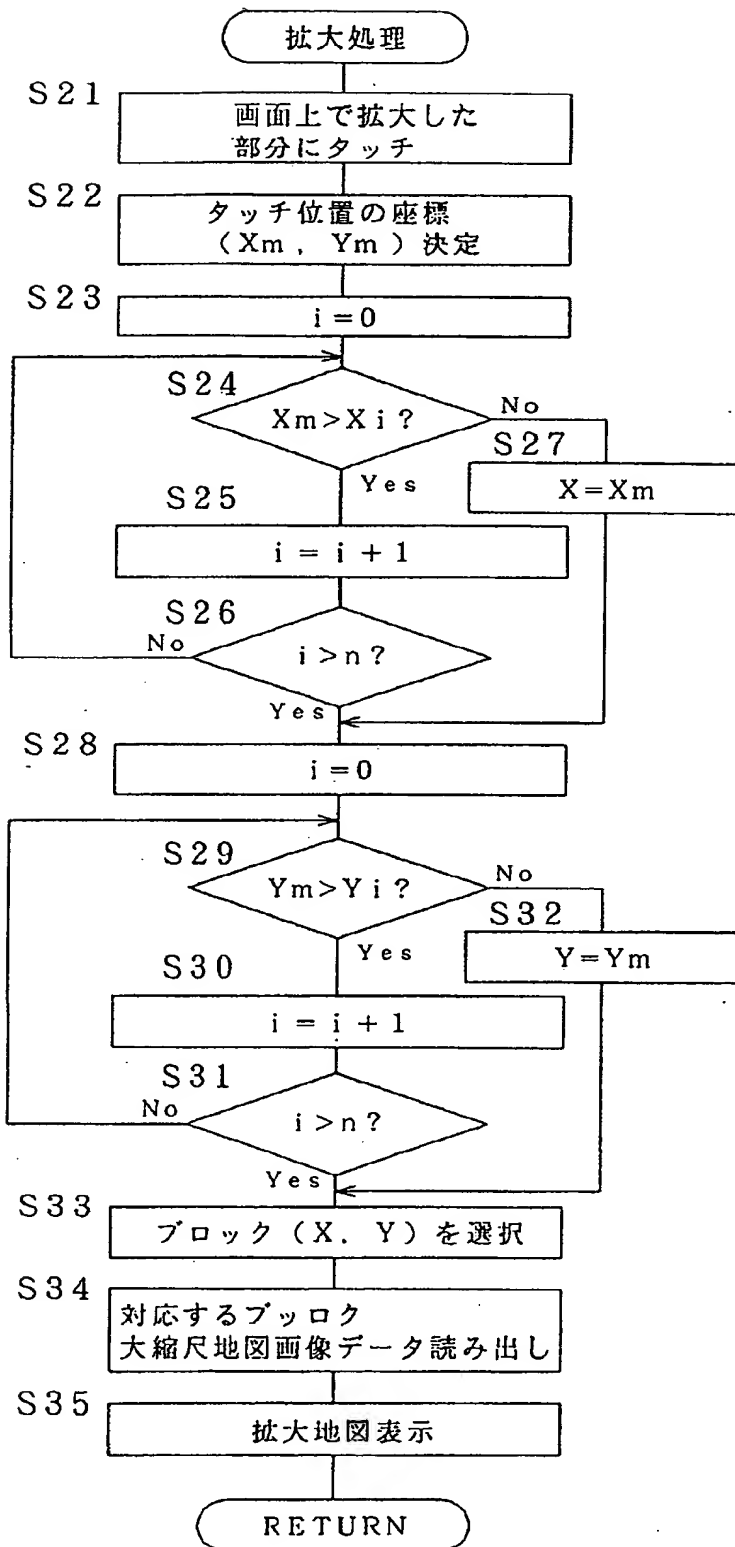 拡大処理
S21
画面上で拡大した
部分にタッチ
S22
タッチ位置の座標
(Xm, Ym) 決定
S23
i=0
S24
Xm>Xi?
No
S27
X=Xm
Yes
S25
i=i+1
S26
No
i>n?
Yes
S28
i=0
S29
Ym>Yi?
No
S32
Y=Ym
Yes
S30
i=i+1
S31
No
i>n?
Yes
S33
ブロック(X. Y)を選択
S34
対応するブッロク
大縮尺地図画像データ読み出し
S35
拡大地図表示
RETURN